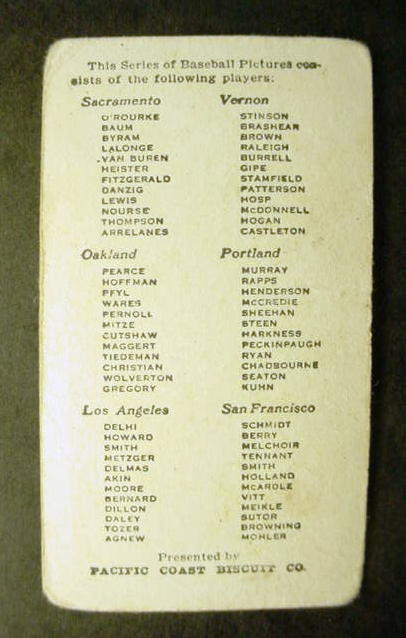 This Series of Baseball Pictures con-
sists of the following players:
Sacramento
O'ROURKE
BAUM
BYRAM
LALONGE
VAN BUREN
HEISTER
FITZGERALD
DANZIG
LEWIS
NOURSE
THOMPSON
ARRELANES
Vernon
STINSON
BRASHEAR
BROWN
RALEIGH
BURRELL
GIPE
STAMFIELD
PATTERSON
HOSP
McDONNELL
HOGAN
CASTLETON
Oakland
PEARCE
HOFFMAN
PFYL
WARES
PERNOLL
MITZE
CUTSHAW
MAGGERT
TIEDEMAN
CHRISTIAN
WOLVERTON
GREGORY
Portland
MURRAY
RAPPS
HENDERSON
McCREDIE
SHEEHAN
STEEN
HARKNESS
PECKINPAUGH
RYAN
CHADBOURNE
SEATON
KUHN
Los Angeles
DELHI
HOWARD
SMITH
METZGER
DELMAS
AKIN
MOORE
BERNARD
DILLON
DALEY
TOZER
AGNEW
San Francisco
SCHMIDT
BERRY
MELCHOIR
TENNANT
SMITH
HOLLAND
McARDLE
VITT
MEIKLE
SUTOR
BROWNING
MOHLER
Presented by
PACIFIC COAST BISCUIT CO.